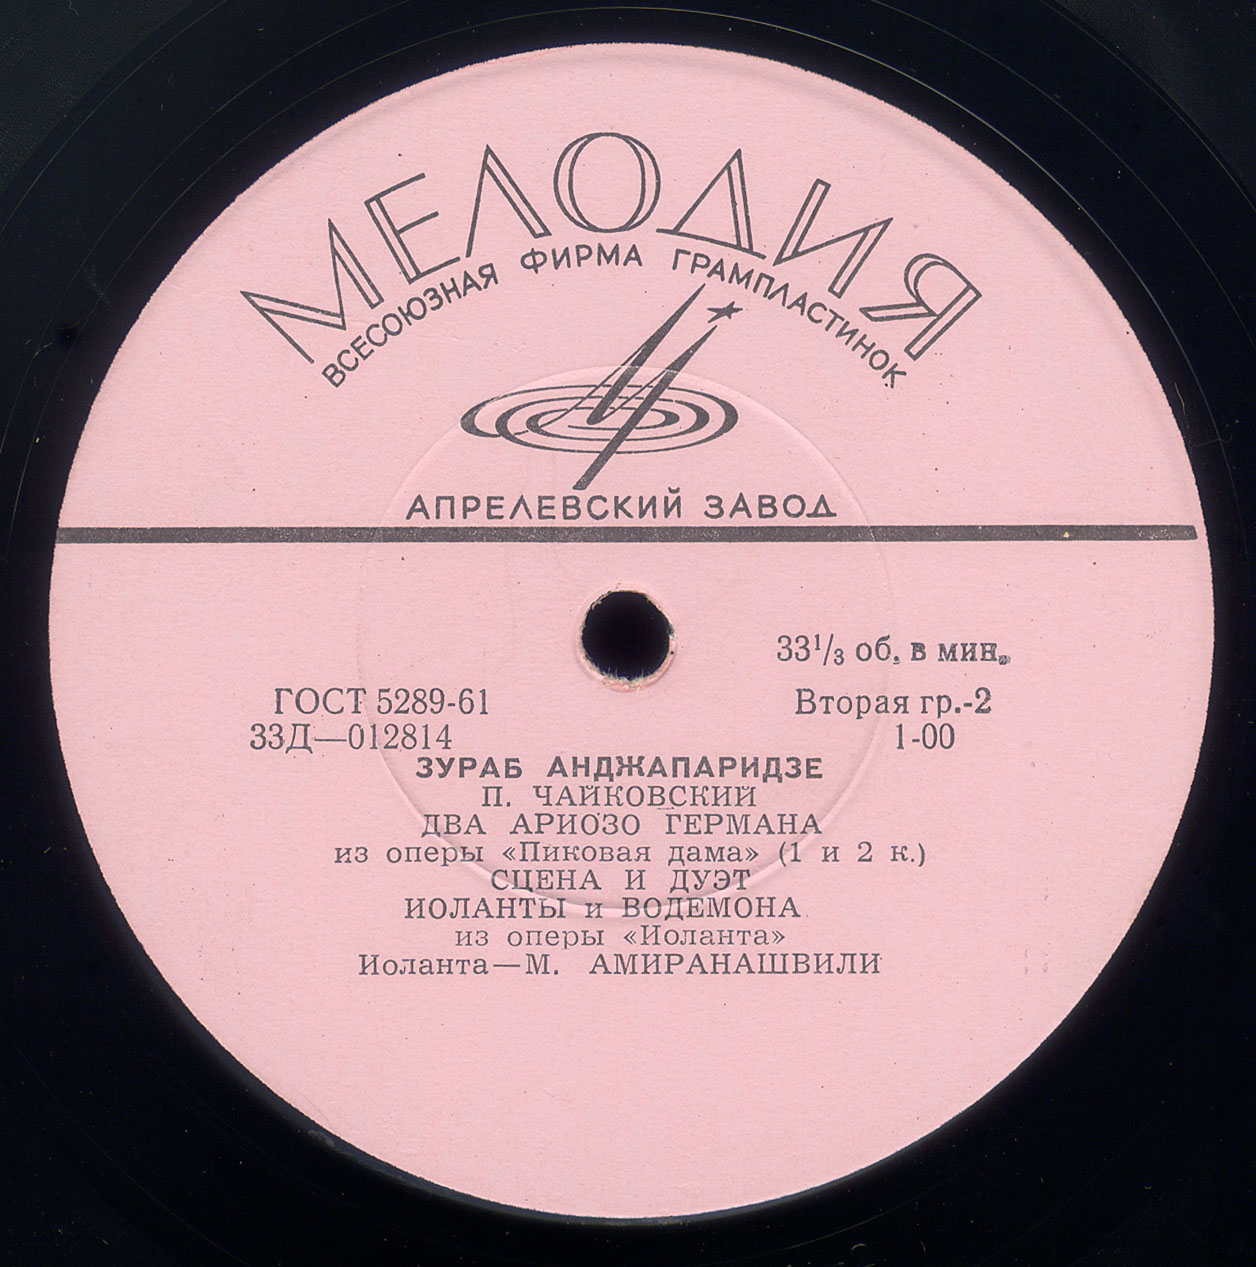 МЕЛОДИЯ
ВСЕСОЮЗНАЯ ФИРМА ГРАМПЛАСТИНОК
АПРЕЛЕВСКИЙ ЗАВОД
33⅓ об. в мин.
ГОСТ 5289-61 Вторая гр.-2
33Д—012814 1-00
ЗУРАБ АНДЖАПАРИДЗЕ
П. ЧАЙКОВСКИЙ
ДВА АРИОЗО ГЕРМАНА
из оперы «Пиковая дама» (1 и 2 к.)
СЦЕНА И ДУЭТ
ИОЛАНТЫ и ВОДЕМОНА
из оперы «Иоланта»
Иоланта—М. АМИРАНАШВИЛИ